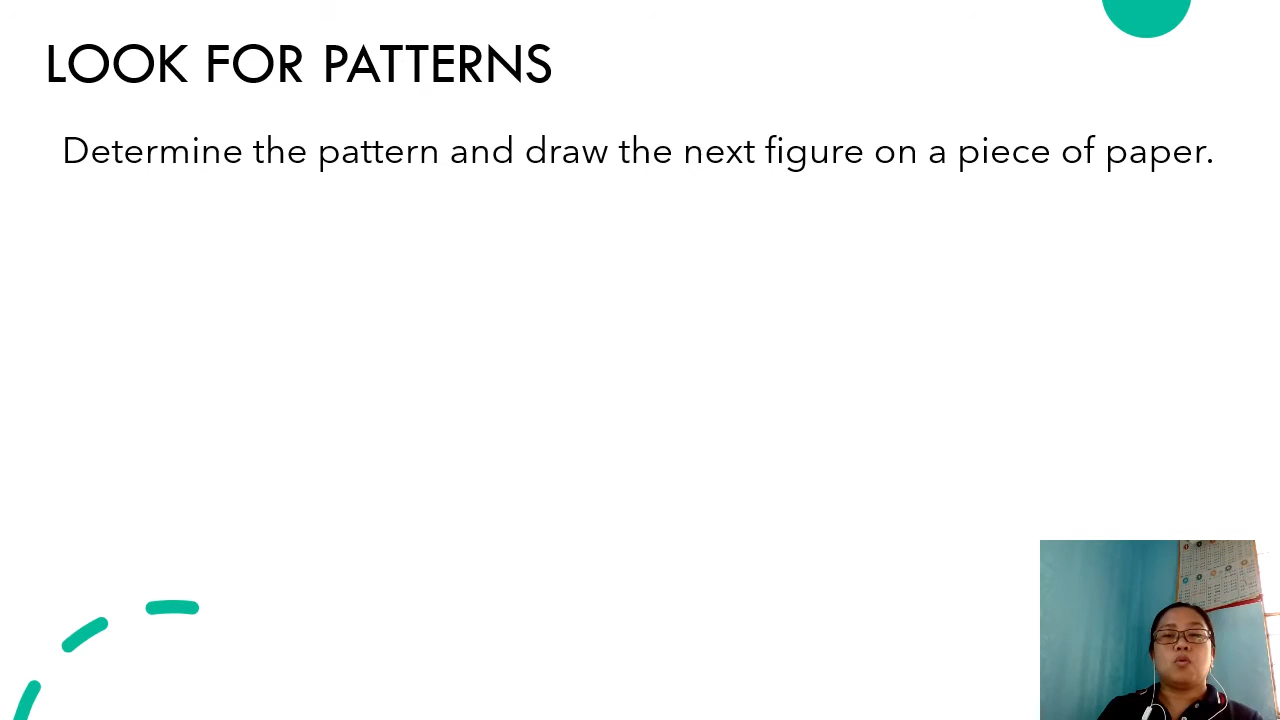 LOOK FOR PATTERNS
Determine the pattern and draw the next figure on a piece of paper.